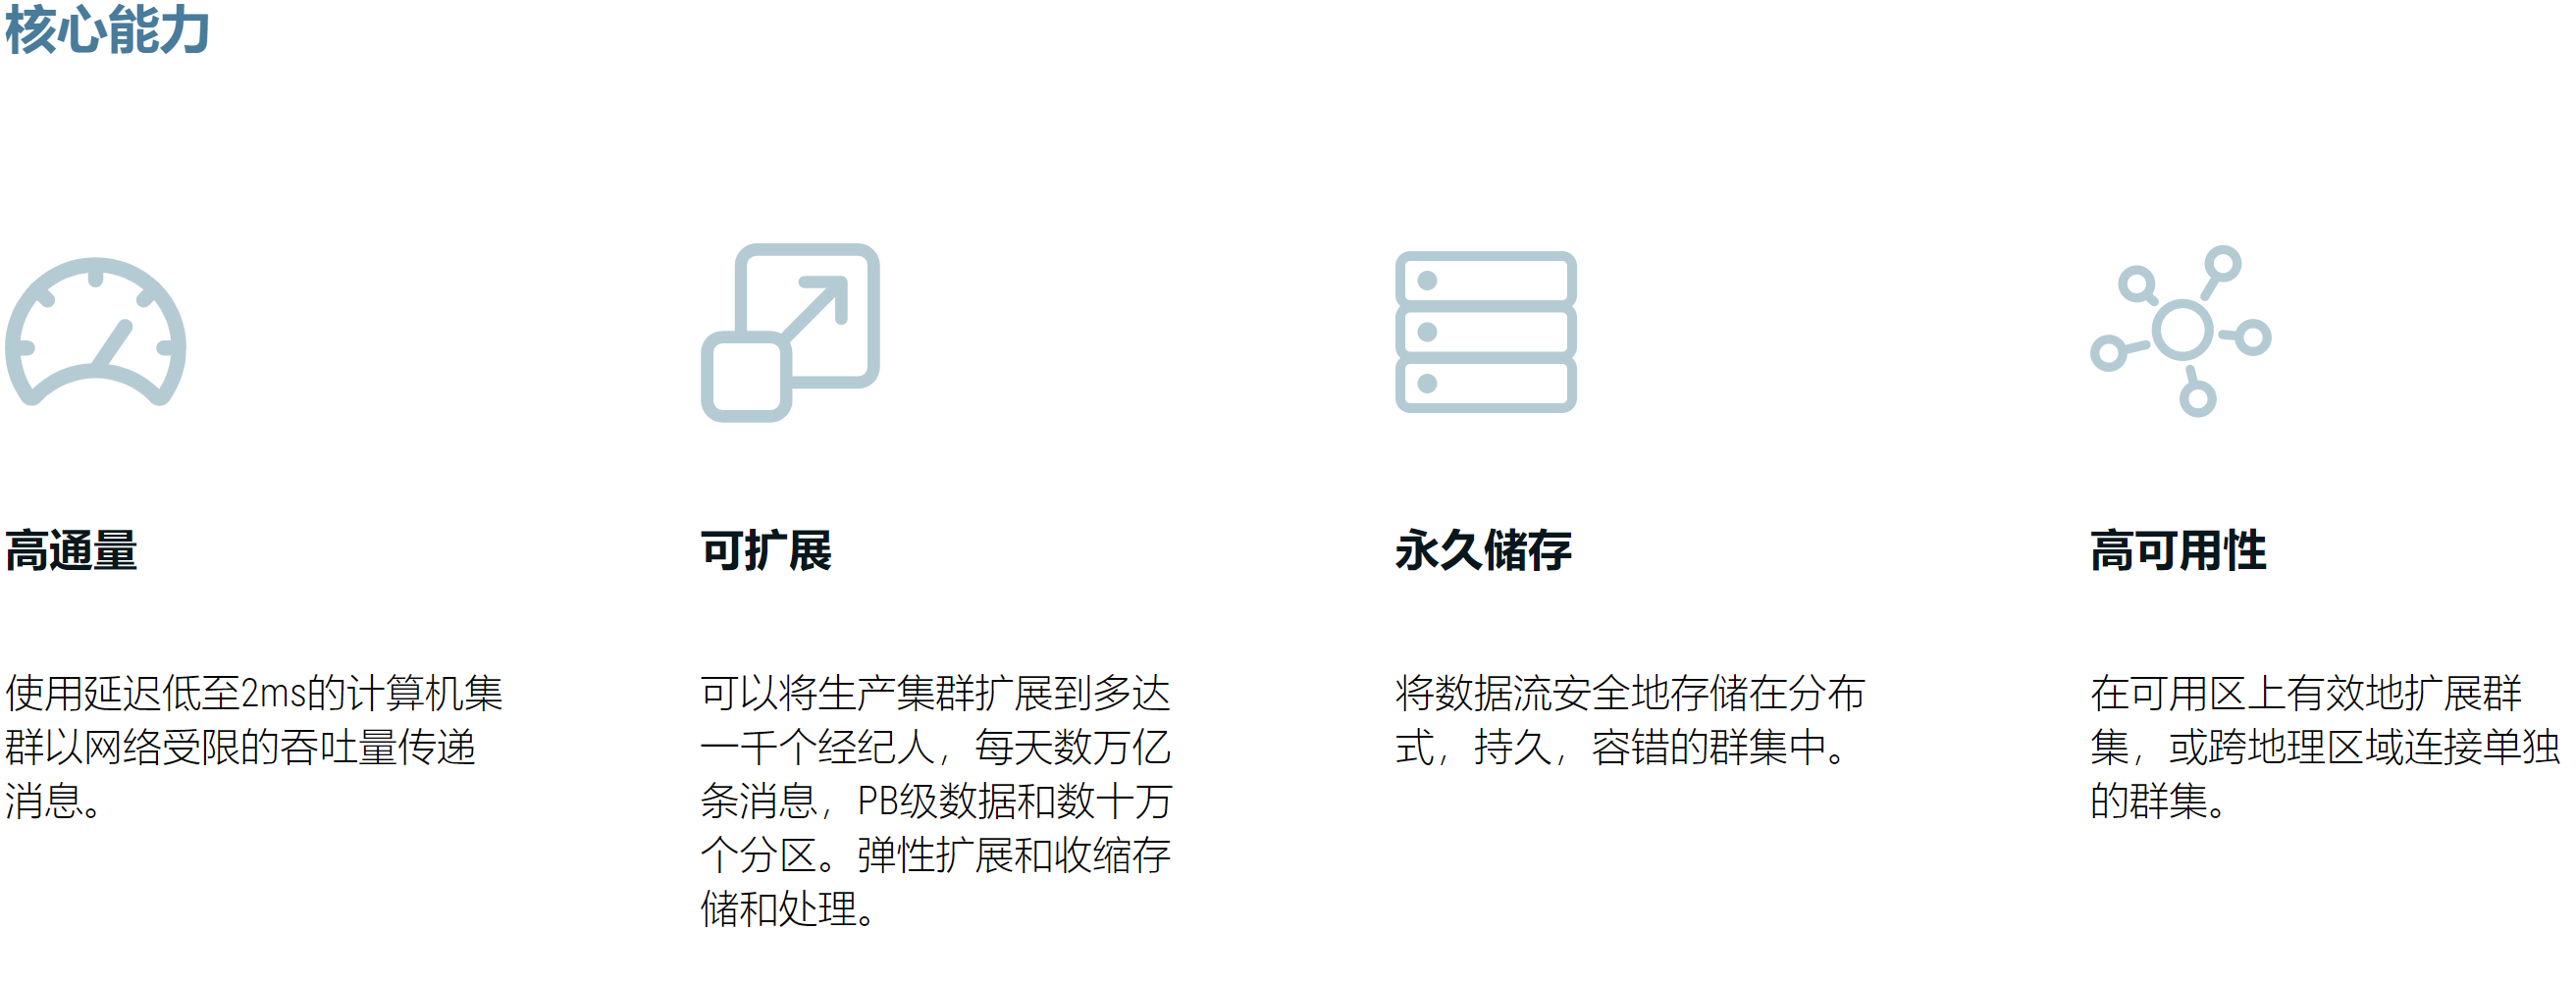 核心能力
高通量
使用延迟低至2ms的计算机集
群以网络受限的吞吐量传递
消息。
可扩展
可以将生产集群扩展到多达
一千个经纪人，每天数万亿
条消息，PB级数据和数十万
个分区。弹性扩展和收缩存
储和处理。
永久储存
将数据流安全地存储在分布
式，持久，容错的群集中。
高可用性
在可用区上有效地扩展群
集，或跨地理区域连接单独
的群集。